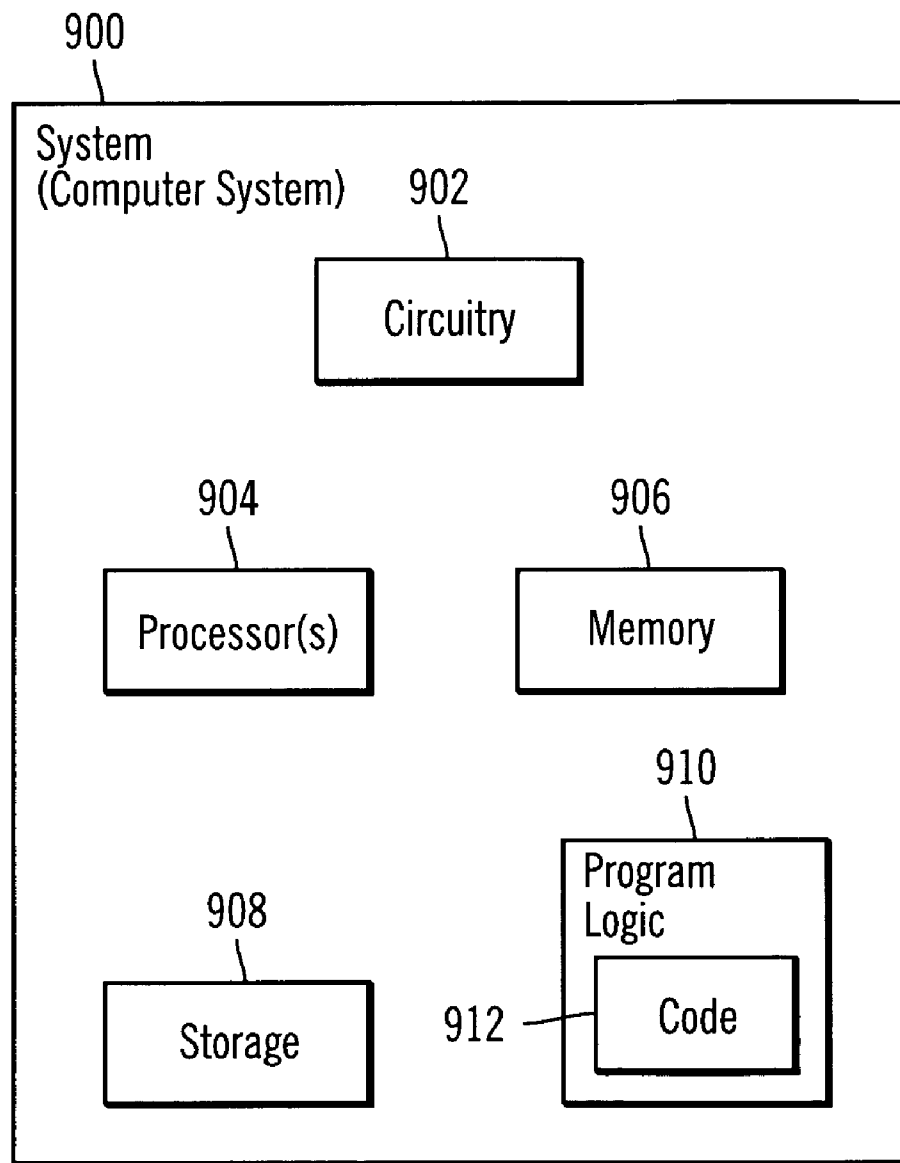 900
System
(Computer System)
902
Circuitry
904
906
Processor(s)
Memory
910
Program
Logic
908
912
Code
Storage